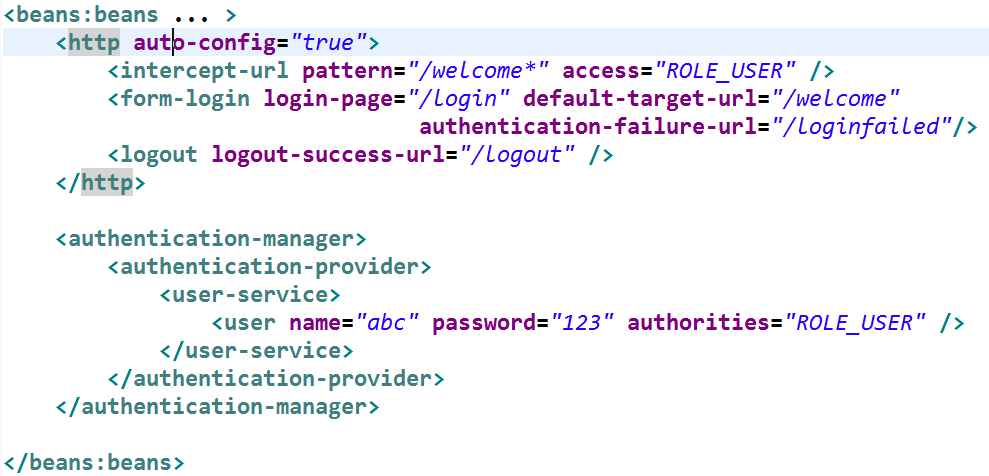 <beans:beans ... >
<http auto-config="true">
<intercept-url pattern="/welcome*" access="ROLE_USER" />
<form-login login-page="/login" default-target-url="/welcome"
authentication-failure-url="/loginfailed"/>
<logout logout-success-url="/logout" />
</http>
<authentication-manager>
<authentication-provider>
<user-service>
<user name="abc" password="123" authorities="ROLE_USER" />
</user-service>
</authentication-provider>
</authentication-manager>
</beans:beans>